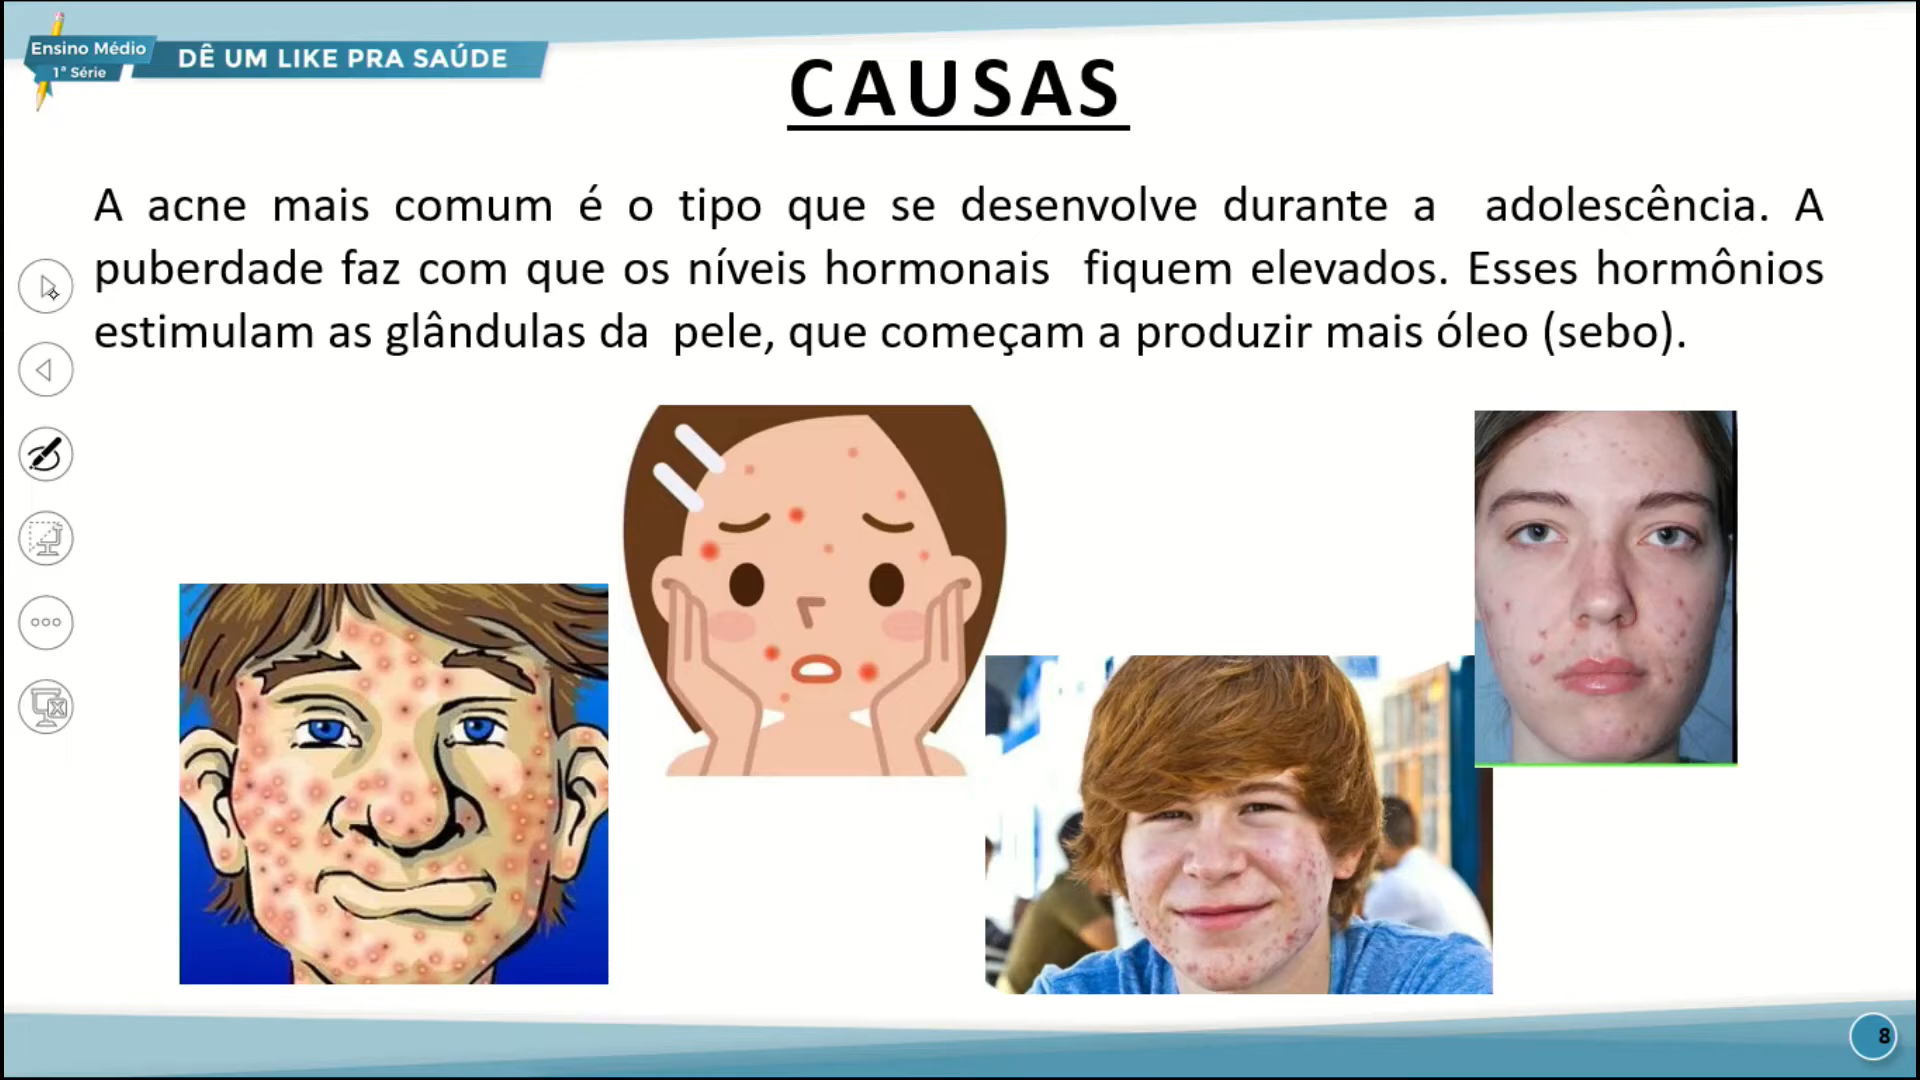 Ensino Médio
1ª Série
DÊ UM LIKE PRA SAÚDE
CAUSAS
A acne mais comum é o tipo que se desenvolve durante a adolescência. A
puberdade faz com que os níveis hormonais fiquem elevados. Esses hormônios
estimulam as glândulas da pele, que começam a produzir mais óleo (sebo).
8